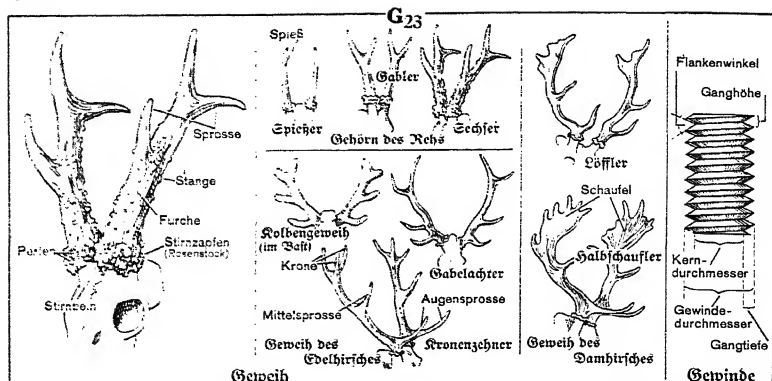 G23
Sprosse
Stange
Furche
Perlen
Stirnzapfen
(Rosenstock)
Stirnbein
Spieß
Gabler
Spießer
Sechser
Gehörn des Rehs
Kolbengeweih
(im Bast)
Gabelachter
Krone
Augensprosse
Mittelsprosse
Geweih des
Edelhirsches
Kronenzehner
Löffler
Schaufel
Halbschaufler
Geweih des
Damhirsches
Geweih
Flankenwinkel
Ganghöhe
Kern-
durchmesser
Gewinde-
durchmesser
Gangtiefe
Gewinde